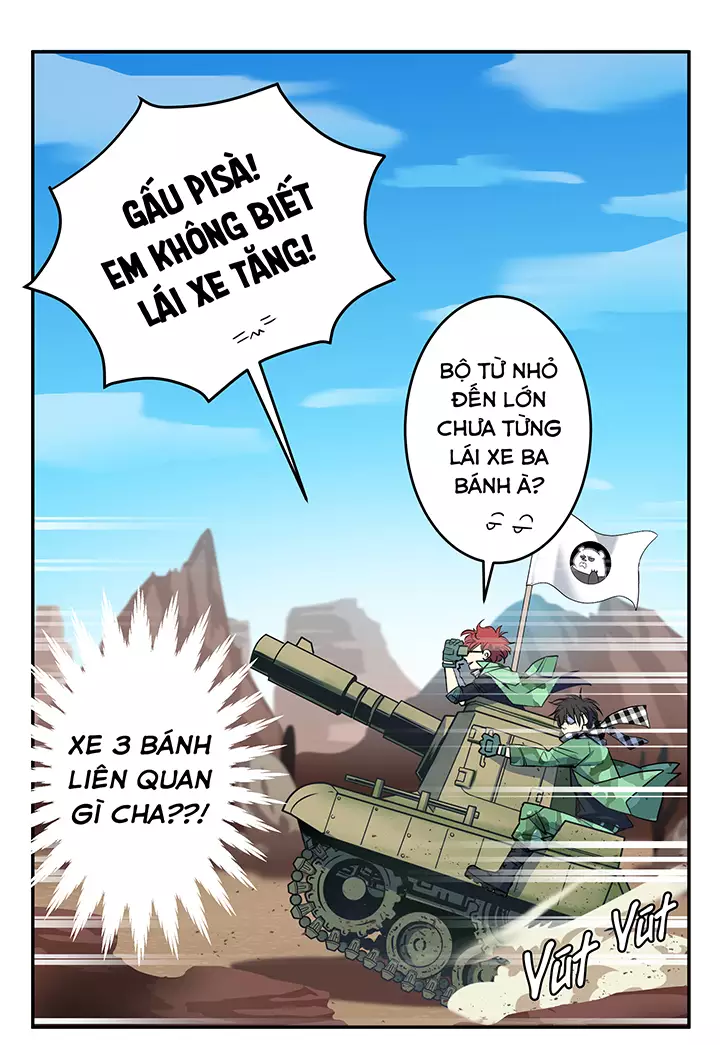 GẤU PISÀ!
EM KHÔNG BIẾT
LÁI XE TĂNG!
BỘ TỪ NHỎ
ĐẾN LỚN
CHƯA TỪNG
LÁI XE BA
BÁNH À?
XE 3 BÁNH
LIÊN QUAN
GÌ CHA??!
VÚT VÚT